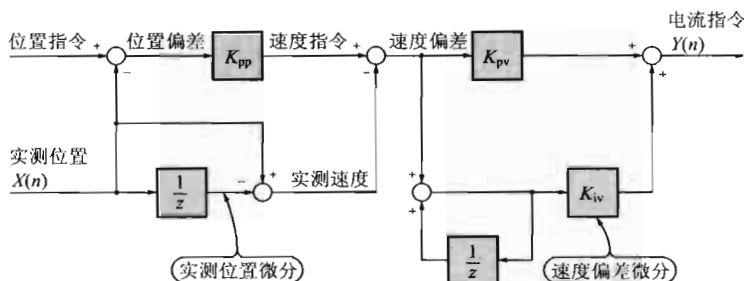 电流指令
位置指令 + 位置偏差 速度指令 + 速度偏差 + Y(n)
Kpp Kpv
− − +
实测位置
X(n) + − 实测速度 +
1/z Kiv
+
1/z
实测位置微分 速度偏差微分